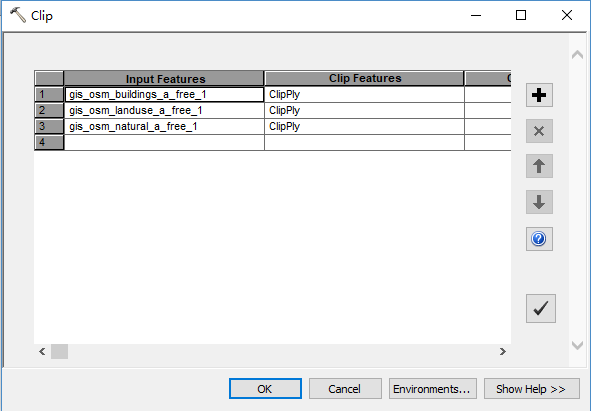 Clip
Input Features Clip Features
1 gis_osm_buildings_a_free_1 ClipPly
2 gis_osm_landuse_a_free_1 ClipPly
3 gis_osm_natural_a_free_1 ClipPly
4
OK Cancel Environments... Show Help >>